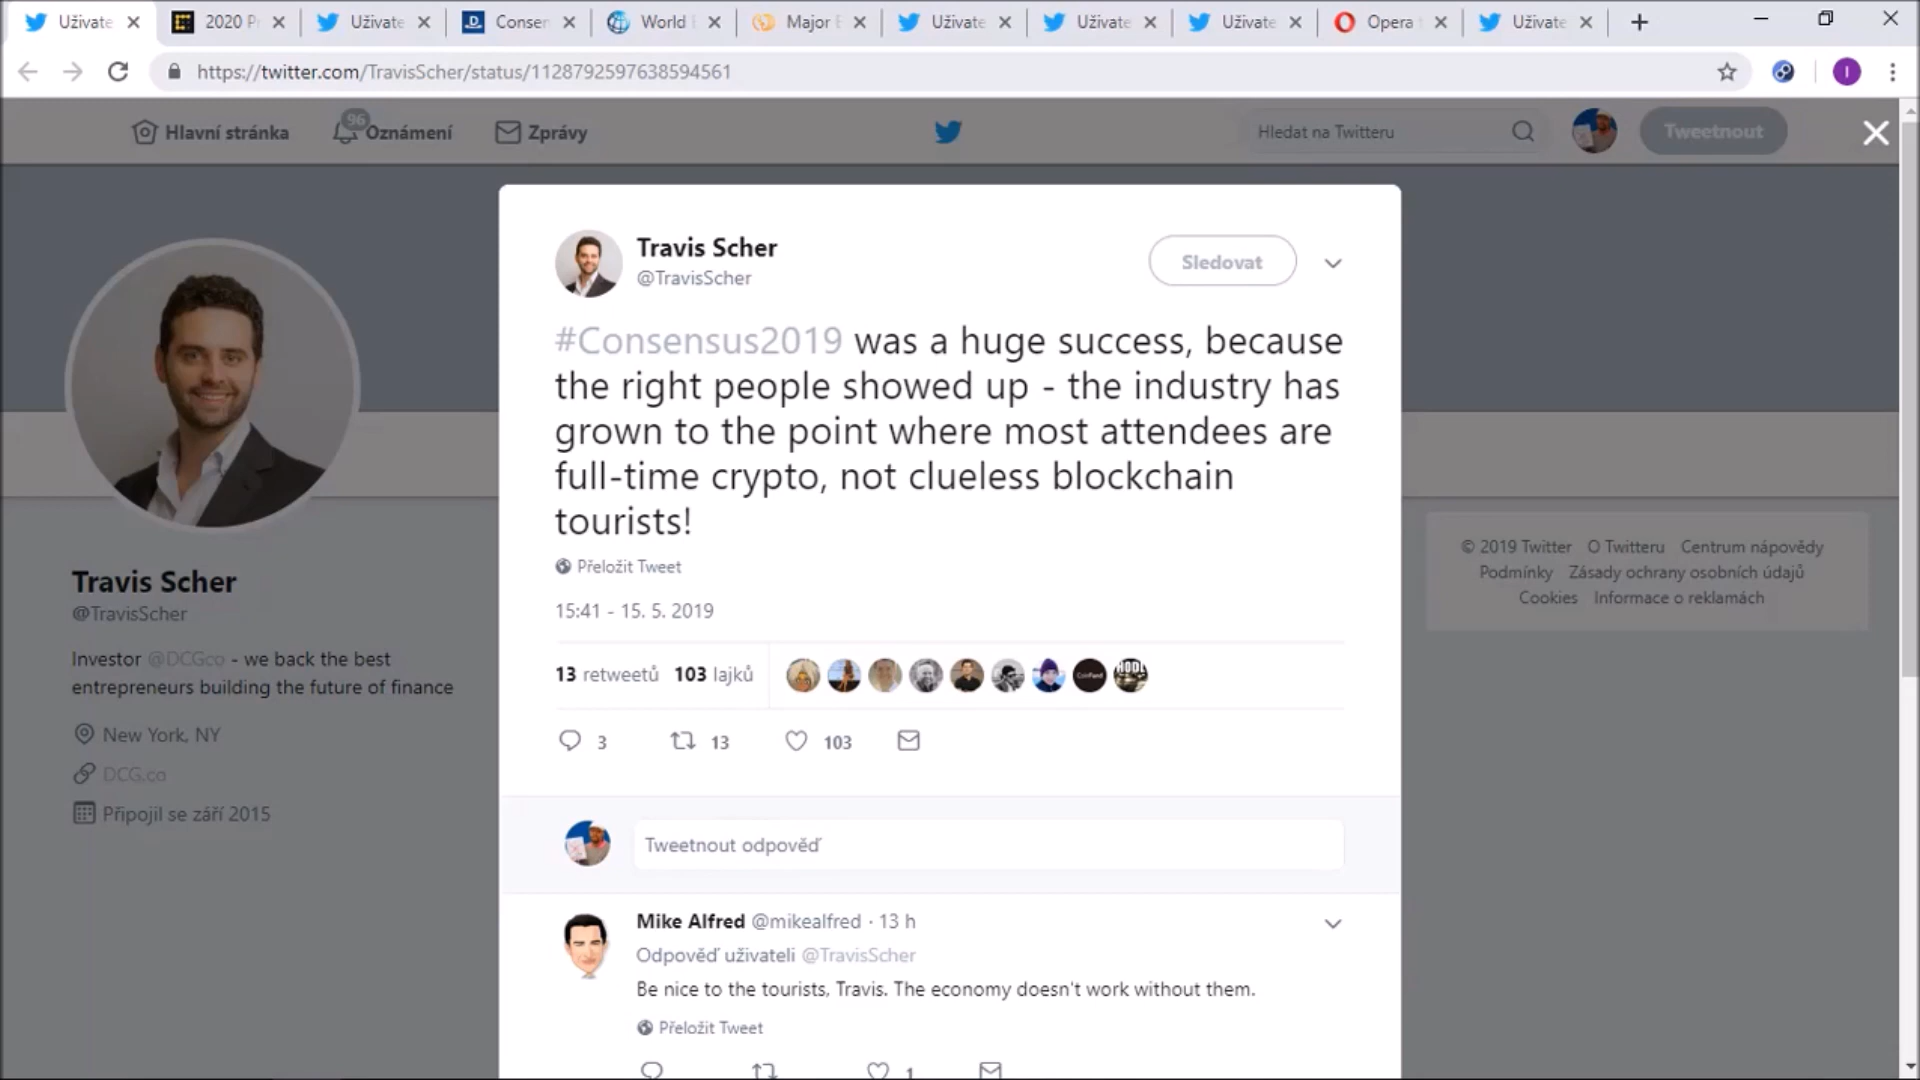 Uživate
2020 P
Uživate
Consen
World
Major
Uživate
Uživate
Uživate
Opera
Uživate
https://twitter.com/TravisScher/status/1128792597638594561
I
Hlavní stránka
96
Oznámení
Zprávy
Hledat na Twitteru
Tweetnout
Travis Scher
@TravisScher
Sledovat
#Consensus2019 was a huge success, because
the right people showed up - the industry has
grown to the point where most attendees are
full-time crypto, not clueless blockchain
tourists!
Přeložit Tweet
15:41 - 15. 5. 2019
13 retweetů 103 lajků
HODL
3 13 103
Tweetnout odpověď
Mike Alfred @mikealfred · 13 h
Odpověď uživateli @TravisScher
Be nice to the tourists, Travis. The economy doesn't work without them.
Přeložit Tweet
1
Travis Scher
@TravisScher
Investor @DCGco - we back the best
entrepreneurs building the future of finance
New York, NY
DCG.co
Připojil se září 2015
© 2019 Twitter O Twitteru Centrum nápovědy
Podmínky Zásady ochrany osobních údajů
Cookies Informace o reklamách